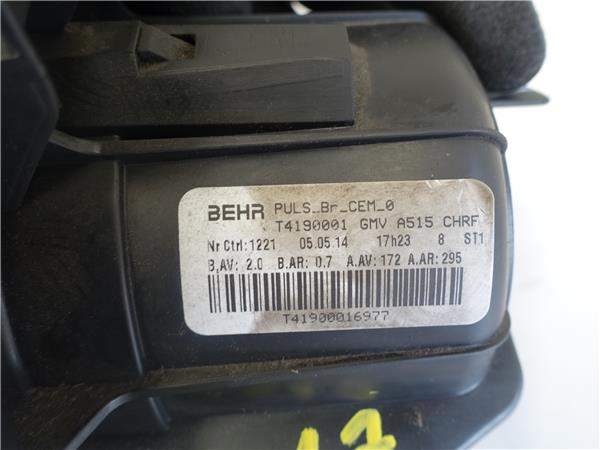 BEHR PULS_Br_CEM_0
T4190001 GMV A515 CHRF
Nr Ctrl:1221 05.05.14 17h23 8 ST1
B.AV: 2.0 B.AR: 0.7 A.AV: 172 A.AR: 295
T41900016977